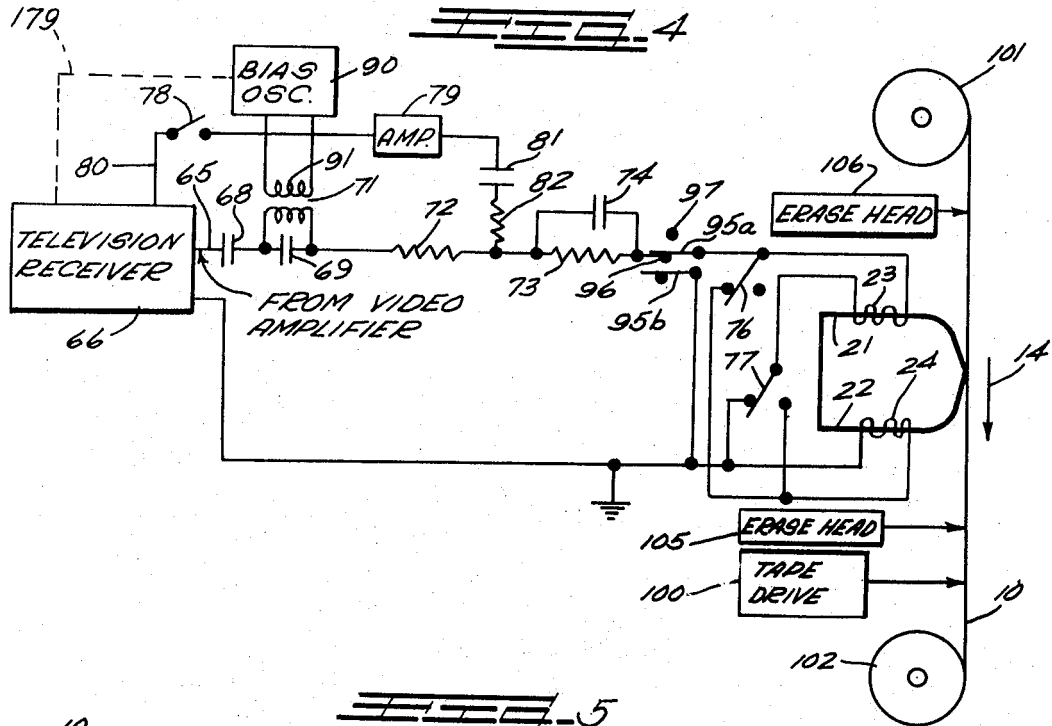 179
FIG. 4
BIAS
OSC.
90
78
79
AMP.
81
101
80
65
68
91
71
82
74
97
106
ERASE HEAD
TELEVISION
RECEIVER
72
95a
69
73
96
95b
76
23
21
FROM VIDEO
AMPLIFIER
66
77
22
24
14
105
ERASE HEAD
100
TAPE
DRIVE
10
102
FIG. 5